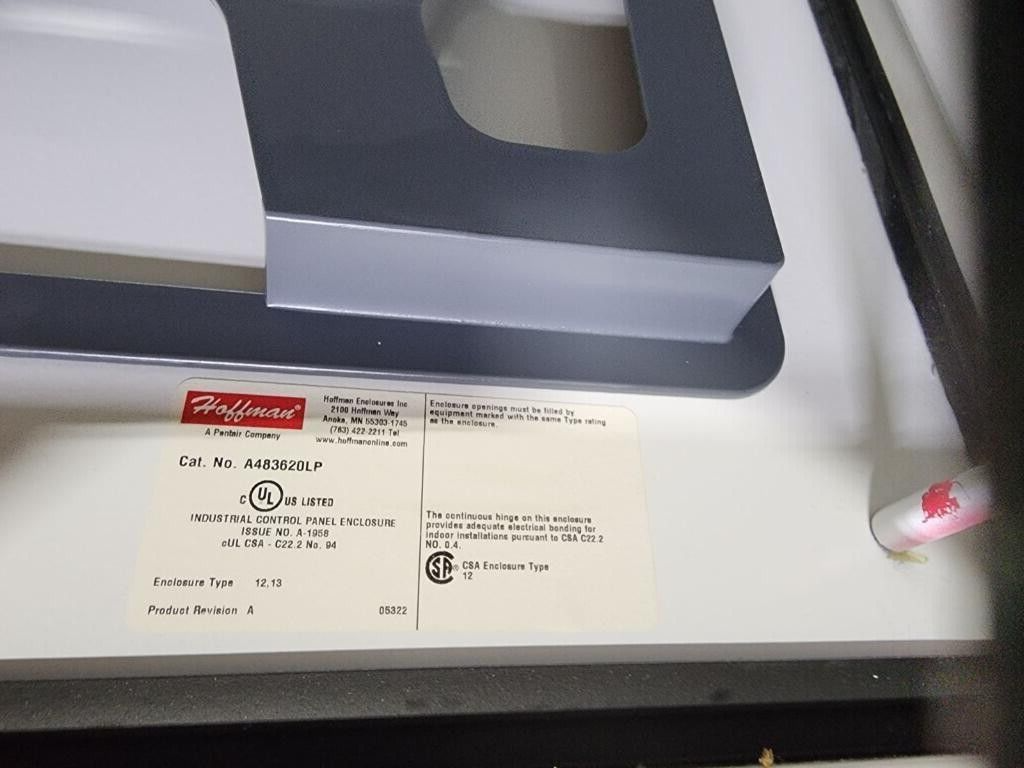 Hoffman®
A Pentair Company
Hoffman Enclosures Inc
2100 Hoffman Way
Anoka, MN 55303-1745
(763) 422-2211 Tel
www.hoffmanonline.com
Cat. No. A483620LP
C UL US LISTED
INDUSTRIAL CONTROL PANEL ENCLOSURE
ISSUE NO. A-1958
cUL CSA - C22.2 No. 94
Enclosure Type 12,13
Product Revision A 05322
Enclosure openings must be filled by
equipment marked with the same Type rating
as the enclosure.
The continuous hinge on this enclosure
provides adequate electrical bonding for
indoor installations pursuant to CSA C22.2
NO. 0.4.
SA® CSA Enclosure Type
12